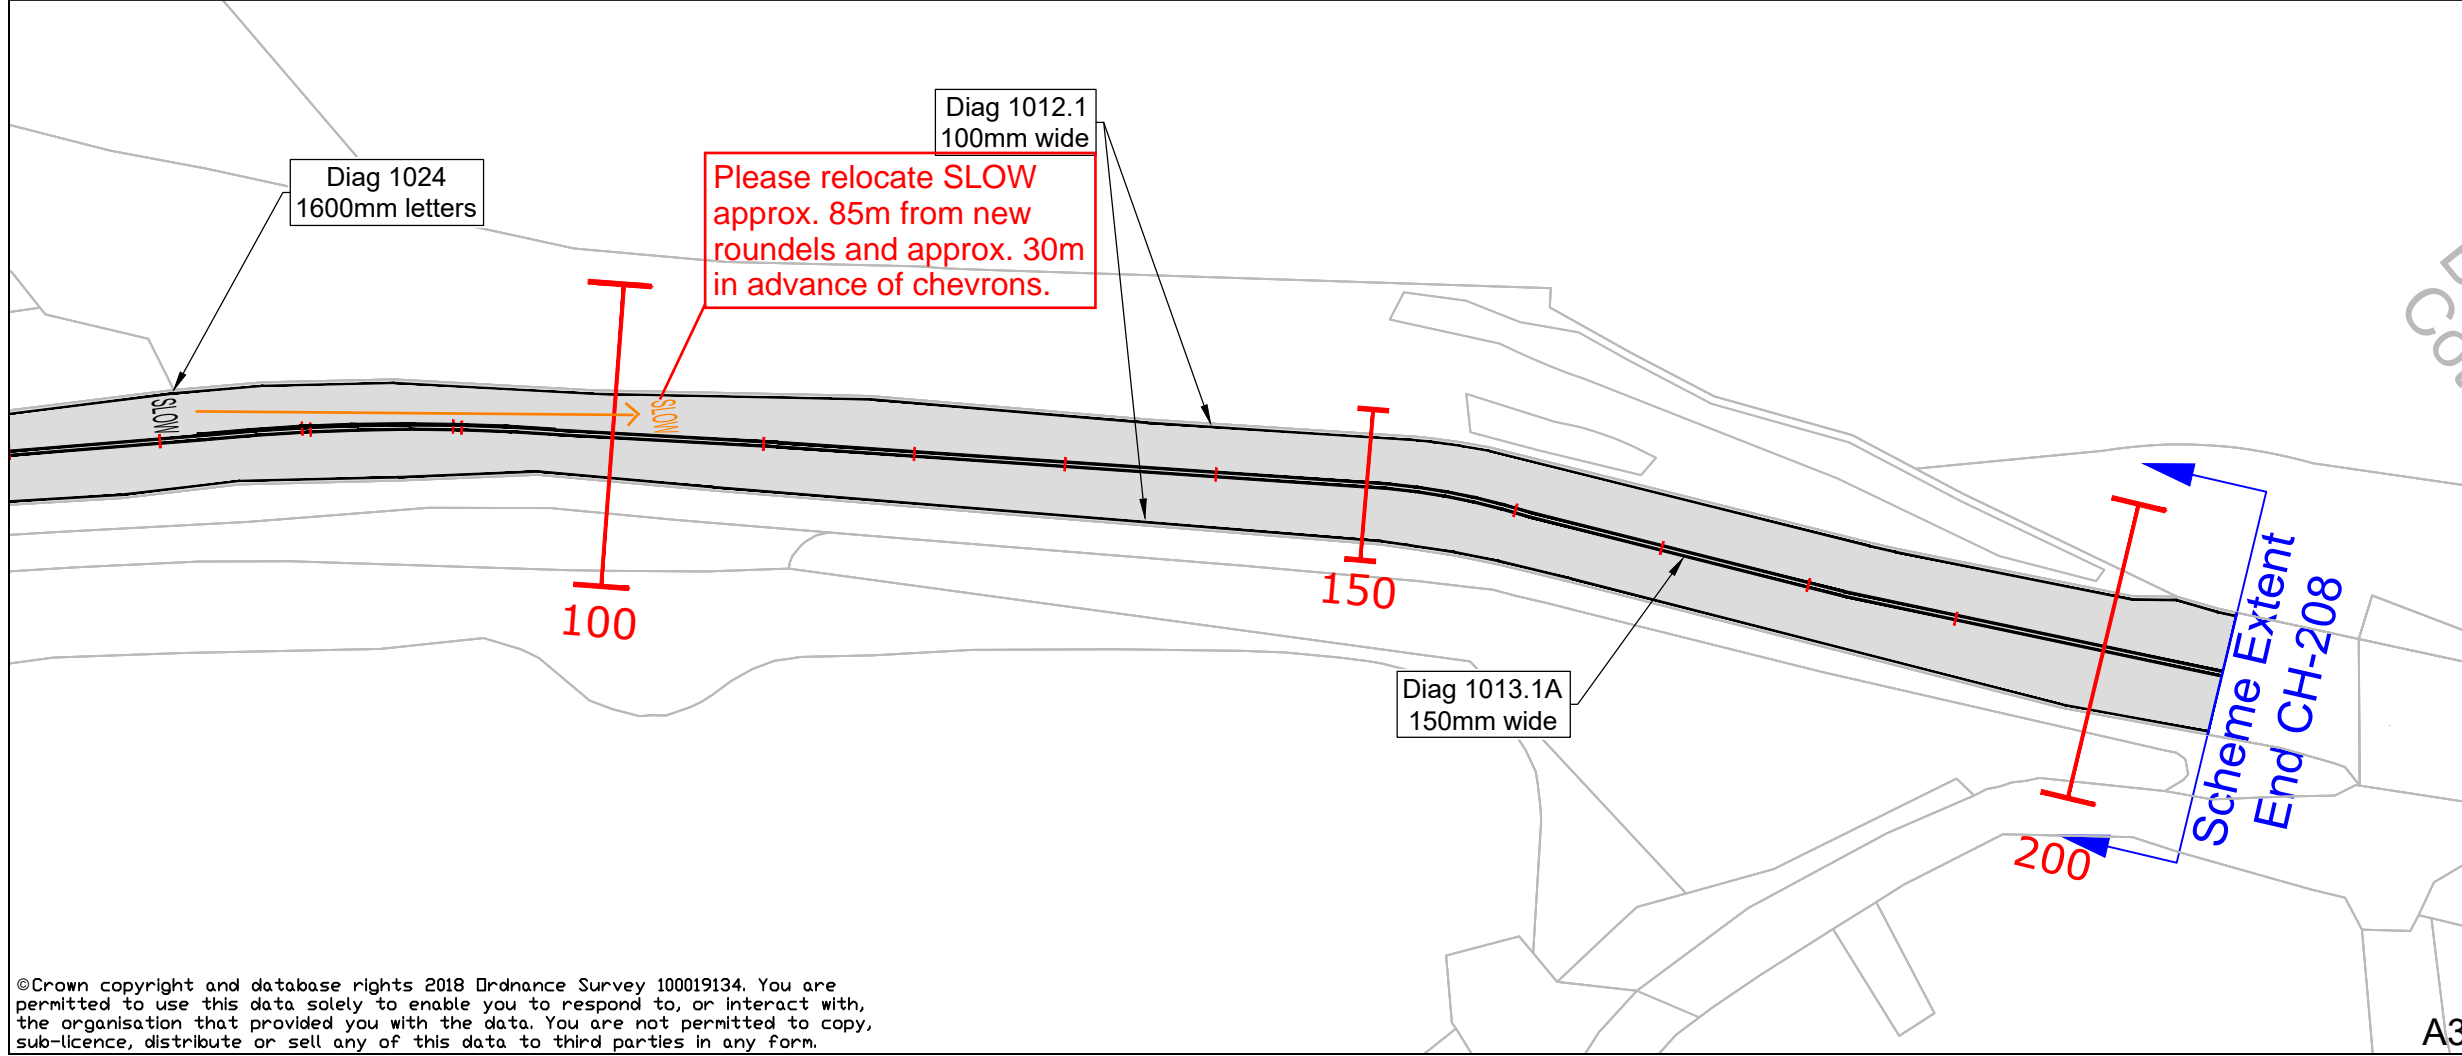 Diag 1012.1
100mm wide
Diag 1024
1600mm letters
Please relocate SLOW
approx. 85m from new
roundels and approx. 30m
in advance of chevrons.
SLOW
SLOW
100
150
Diag 1013.1A
150mm wide
Scheme Extent
End CH-208
200
©Crown copyright and database rights 2018 Ordnance Survey 100019134. You are
permitted to use this data solely to enable you to respond to, or interact with,
the organisation that provided you with the data. You are not permitted to copy,
sub-licence, distribute or sell any of this data to third parties in any form.
A3